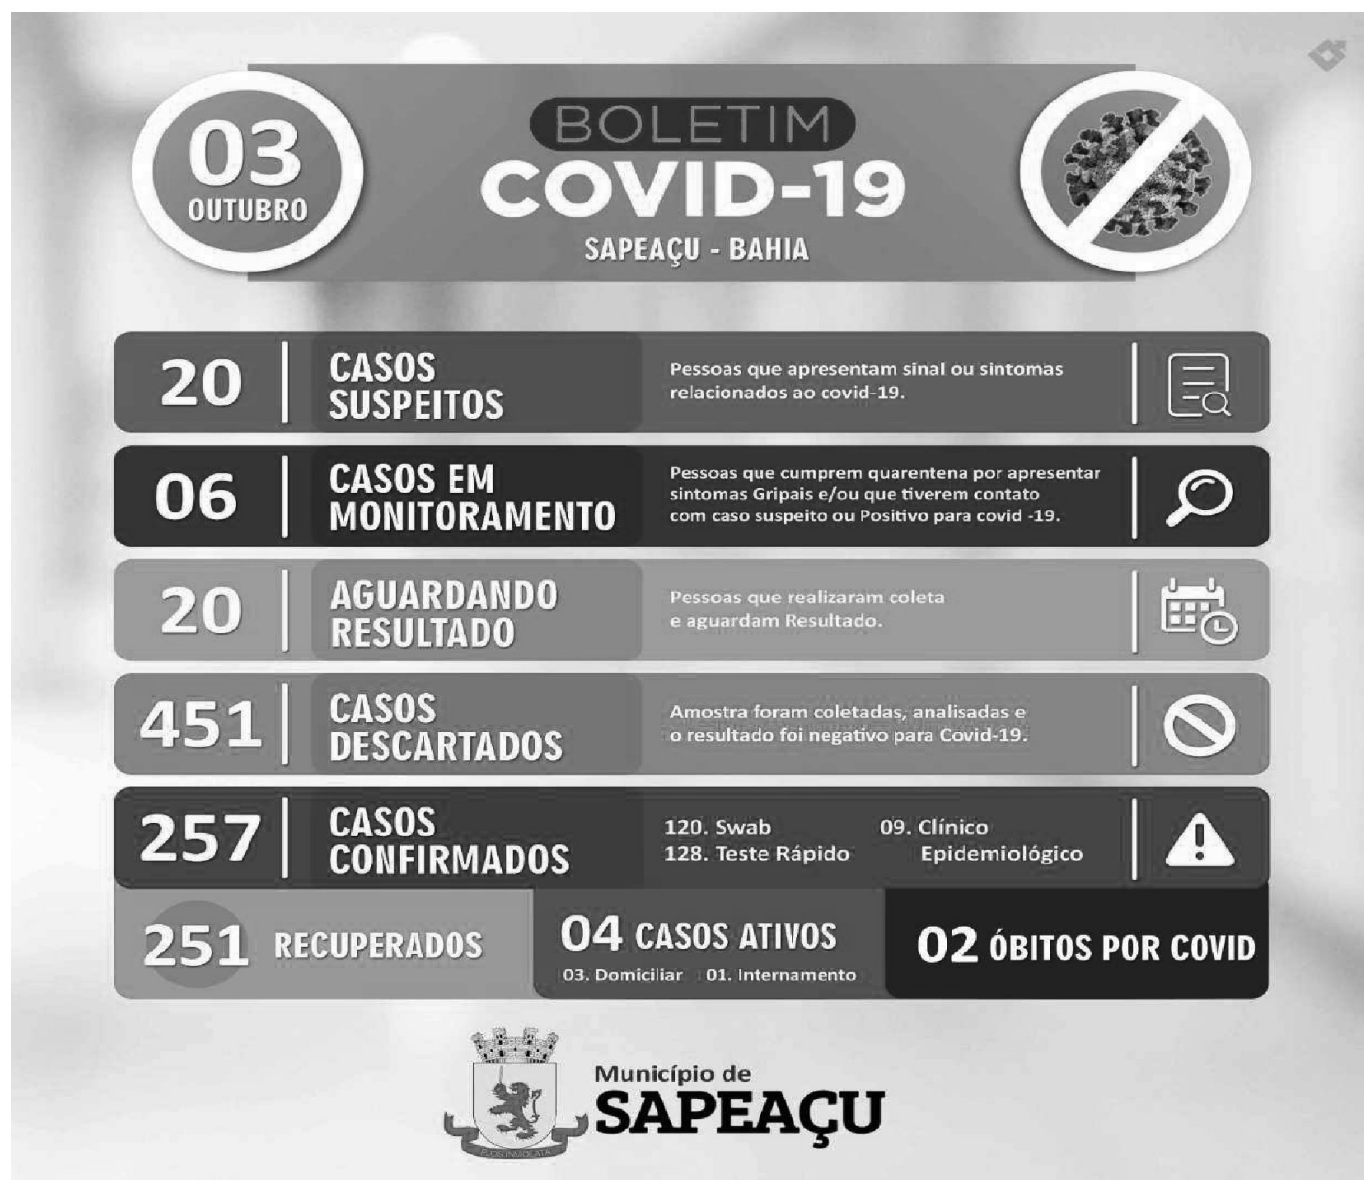 03
OUTUBRO
BOLETIM
COVID-19
SAPEAÇU - BAHIA
20
CASOS
SUSPEITOS
Pessoas que apresentam sinal ou sintomas
relacionados ao covid-19.
06
CASOS EM
MONITORAMENTO
Pessoas que cumprem quarentena por apresentar
sintomas Gripais e/ou que tiverem contato
com caso suspeito ou Positivo para covid -19.
20
AGUARDANDO
RESULTADO
Pessoas que realizaram coleta
e aguardam Resultado.
451
CASOS
DESCARTADOS
Amostra foram coletadas, analisadas e
o resultado foi negativo para Covid-19.
257
CASOS
CONFIRMADOS
120. Swab
128. Teste Rápido
09. Clínico
Epidemiológico
251 RECUPERADOS
04 CASOS ATIVOS
03. Domiciliar 01. Internamento
02 ÓBITOS POR COVID
Município de
SAPEAÇU